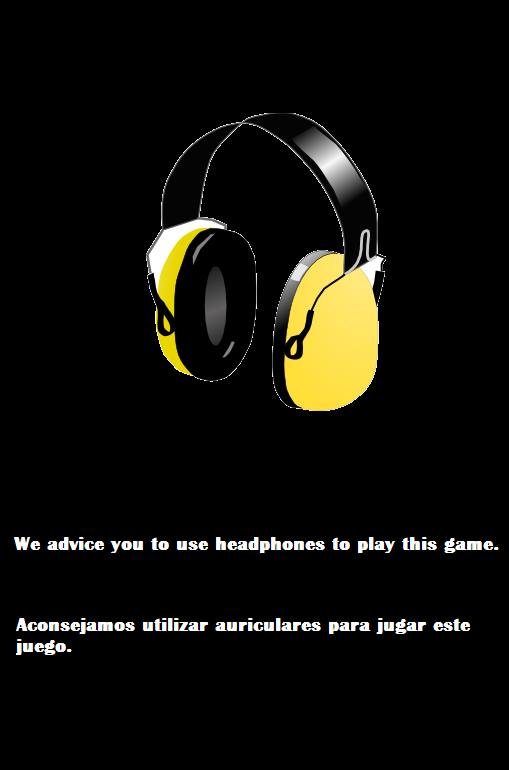 We advice you to use headphones to play this game.
Aconsejamos utilizar auriculares para jugar este
juego.